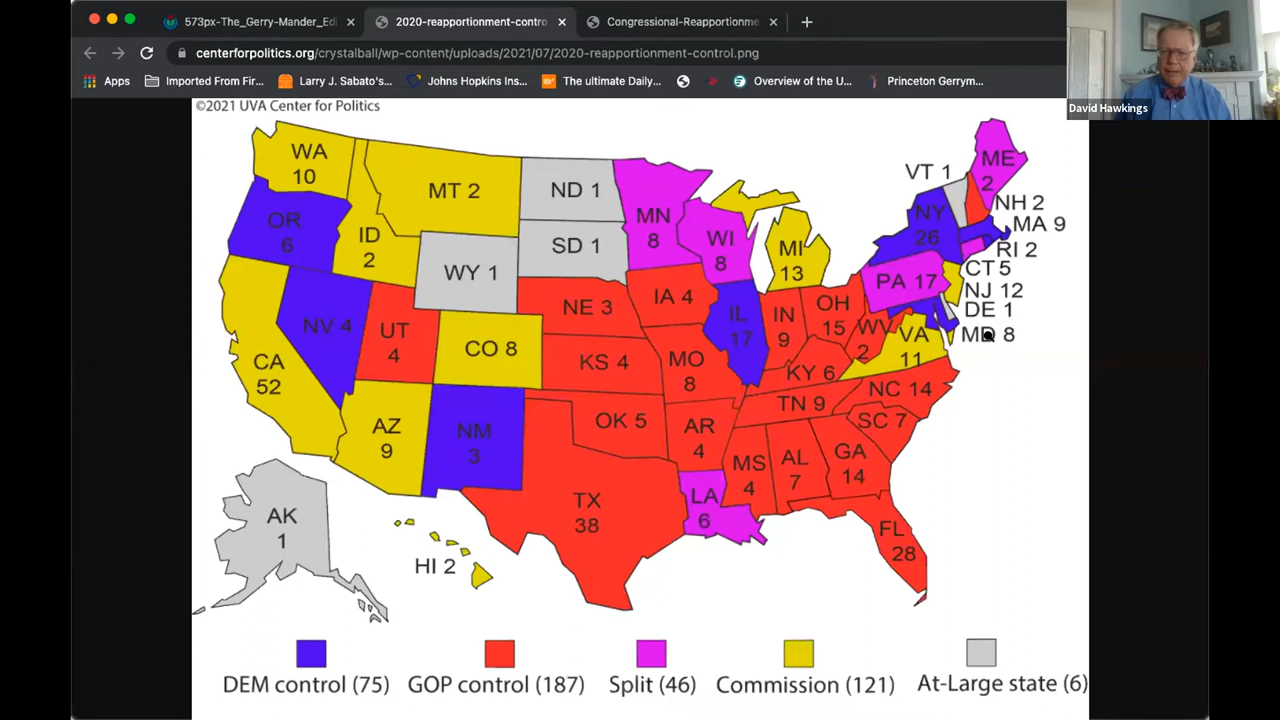 573px-The_Gerry-Mander_Edi
2020-reapportionment-contro
Congressional-Reapportionme
centerforpolitics.org/crystalball/wp-content/uploads/2021/07/2020-reapportionment-control.png
Apps
Imported From Fir...
Larry J. Sabato's...
Johns Hopkins Ins...
The ultimate Daily...
Overview of the U...
Princeton Gerrym...
David Hawkings
©2021 UVA Center for Politics
WA
10
MT 2
ND 1
MN
8
VT 1
ME
2
NH 2
OR
6
ID
2
SD 1
WI
8
MI
13
NY
26
MA 9
RI 2
WY 1
CT 5
PA 17
NJ 12
DE 1
MD 8
NV 4
UT
4
NE 3
IA 4
IL
17
IN
9
OH
15
WV
2
VA
11
CA
52
CO 8
KS 4
MO
8
KY 6
NC 14
TN 9
SC 7
AZ
9
NM
3
OK 5
AR
4
MS
4
AL
7
GA
14
TX
38
LA
6
FL
28
AK
1
HI 2
DEM control (75)
GOP control (187)
Split (46)
Commission (121)
At-Large state (6)